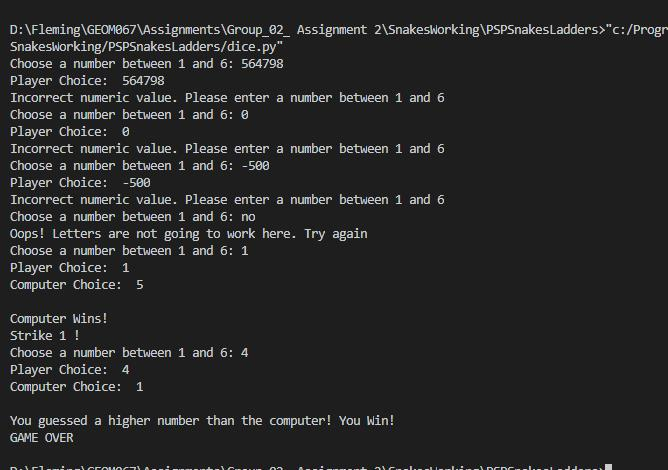 D:\Fleming\GEOM067\Assignments\Group_02_ Assignment 2\SnakesWorking\PSPSnakesLadders>"c:/Progr
SnakesWorking/PSPSnakesLadders/dice.py"
Choose a number between 1 and 6: 564798
Player Choice:  564798
Incorrect numeric value. Please enter a number between 1 and 6
Choose a number between 1 and 6: 0
Player Choice:  0
Incorrect numeric value. Please enter a number between 1 and 6
Choose a number between 1 and 6: -500
Player Choice:  -500
Incorrect numeric value. Please enter a number between 1 and 6
Choose a number between 1 and 6: no
Oops! Letters are not going to work here. Try again
Choose a number between 1 and 6: 1
Player Choice:  1
Computer Choice:  5
Computer Wins!
Strike 1 !
Choose a number between 1 and 6: 4
Player Choice:  4
Computer Choice:  1
You guessed a higher number than the computer! You Win!
GAME OVER
D:\Fleming\GEOM067\Assignments\Group_02_ Assignment 2\SnakesWorking\PSPSnakesLadders>